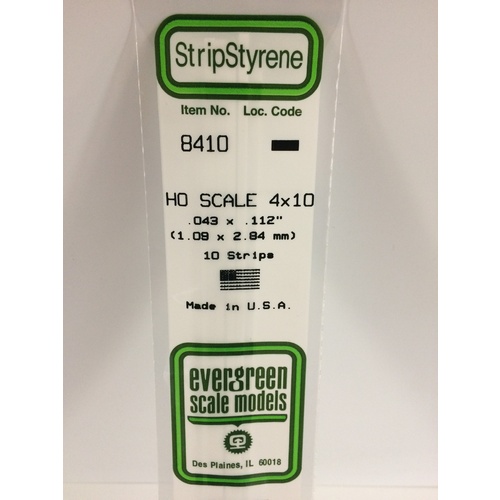 StripStyrene
Item No. Loc. Code
8410
HO SCALE 4x10
.043 x .112"
(1.09 x 2.84 mm)
10 Strips
Made in U.S.A.
evergreen
scale models
Des Plaines, IL 60018